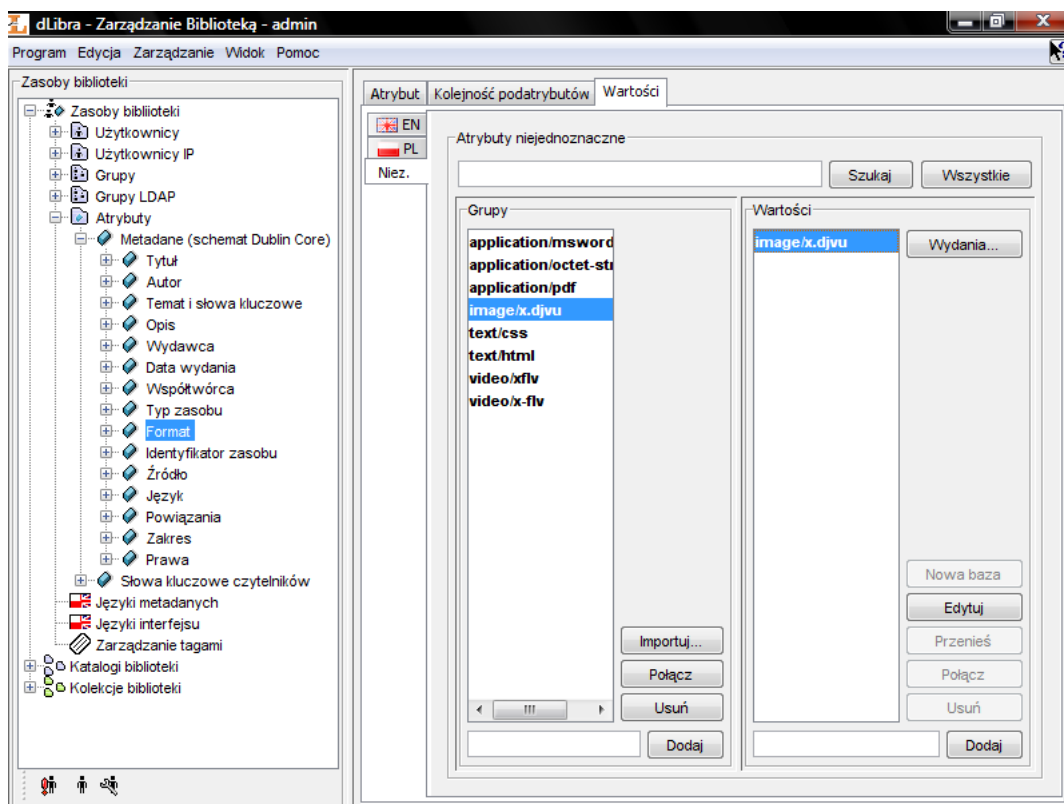 dLibra - Zarządzanie Biblioteką - admin
Program Edycja Zarządzanie Widok Pomoc
Zasoby biblioteki
Zasoby bibliioteki
Użytkownicy
Użytkownicy IP
Grupy
Grupy LDAP
Atrybuty
Metadane (schemat Dublin Core)
Tytuł
Autor
Temat i słowa kluczowe
Opis
Wydawca
Data wydania
Współtwórca
Typ zasobu
Format
Identyfikator zasobu
Źródło
Język
Powiązania
Zakres
Prawa
Słowa kluczowe czytelników
Języki metadanych
Języki interfejsu
Zarządzanie tagami
Katalogi biblioteki
Kolekcje biblioteki
Atrybut Kolejność podatrybutów Wartości
EN
PL
Niez.
Atrybuty niejednoznaczne
Szukaj Wszystkie
Grupy
application/msword
application/octet-str
application/pdf
image/x.djvu
text/css
text/html
video/xflv
video/x-flv
Importuj...
Połącz
Usuń
Dodaj
Wartości
image/x.djvu
Wydania...
Nowa baza
Edytuj
Przenieś
Połącz
Usuń
Dodaj